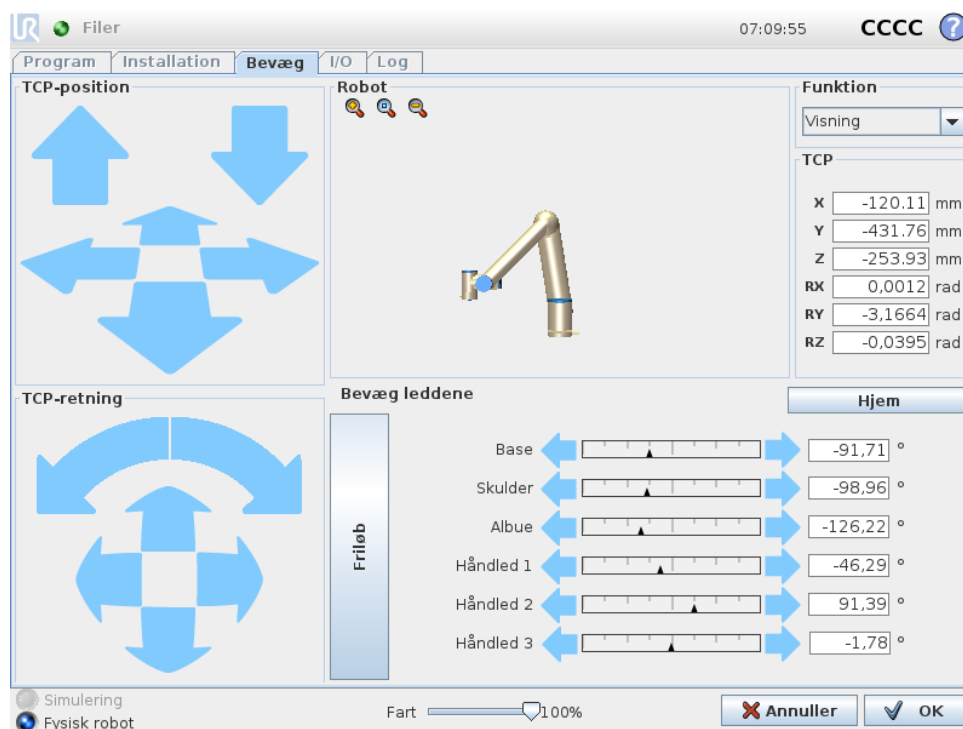 UR Filer 07:09:55 CCCC ?
Program Installation Bevæg I/O Log
TCP-position
Robot
Funktion
Visning
TCP
X -120.11 mm
Y -431.76 mm
Z -253.93 mm
RX 0,0012 rad
RY -3,1664 rad
RZ -0,0395 rad
TCP-retning
Bevæg leddene
Hjem
Friløb
Base -91,71 °
Skulder -98,96 °
Albue -126,22 °
Håndled 1 -46,29 °
Håndled 2 91,39 °
Håndled 3 -1,78 °
Simulering
Fysisk robot
Fart 100%
Annuller
OK